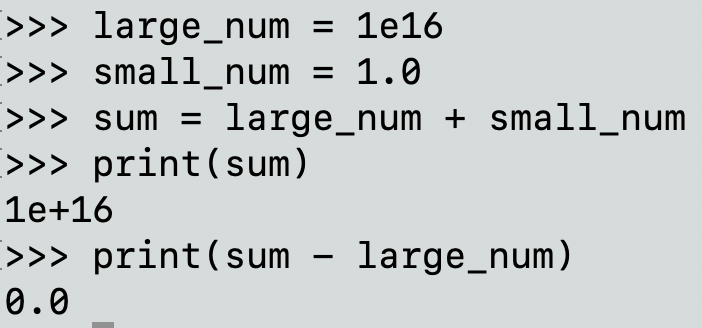 >>> large_num = 1e16
>>> small_num = 1.0
>>> sum = large_num + small_num
>>> print(sum)
1e+16
>>> print(sum - large_num)
0.0